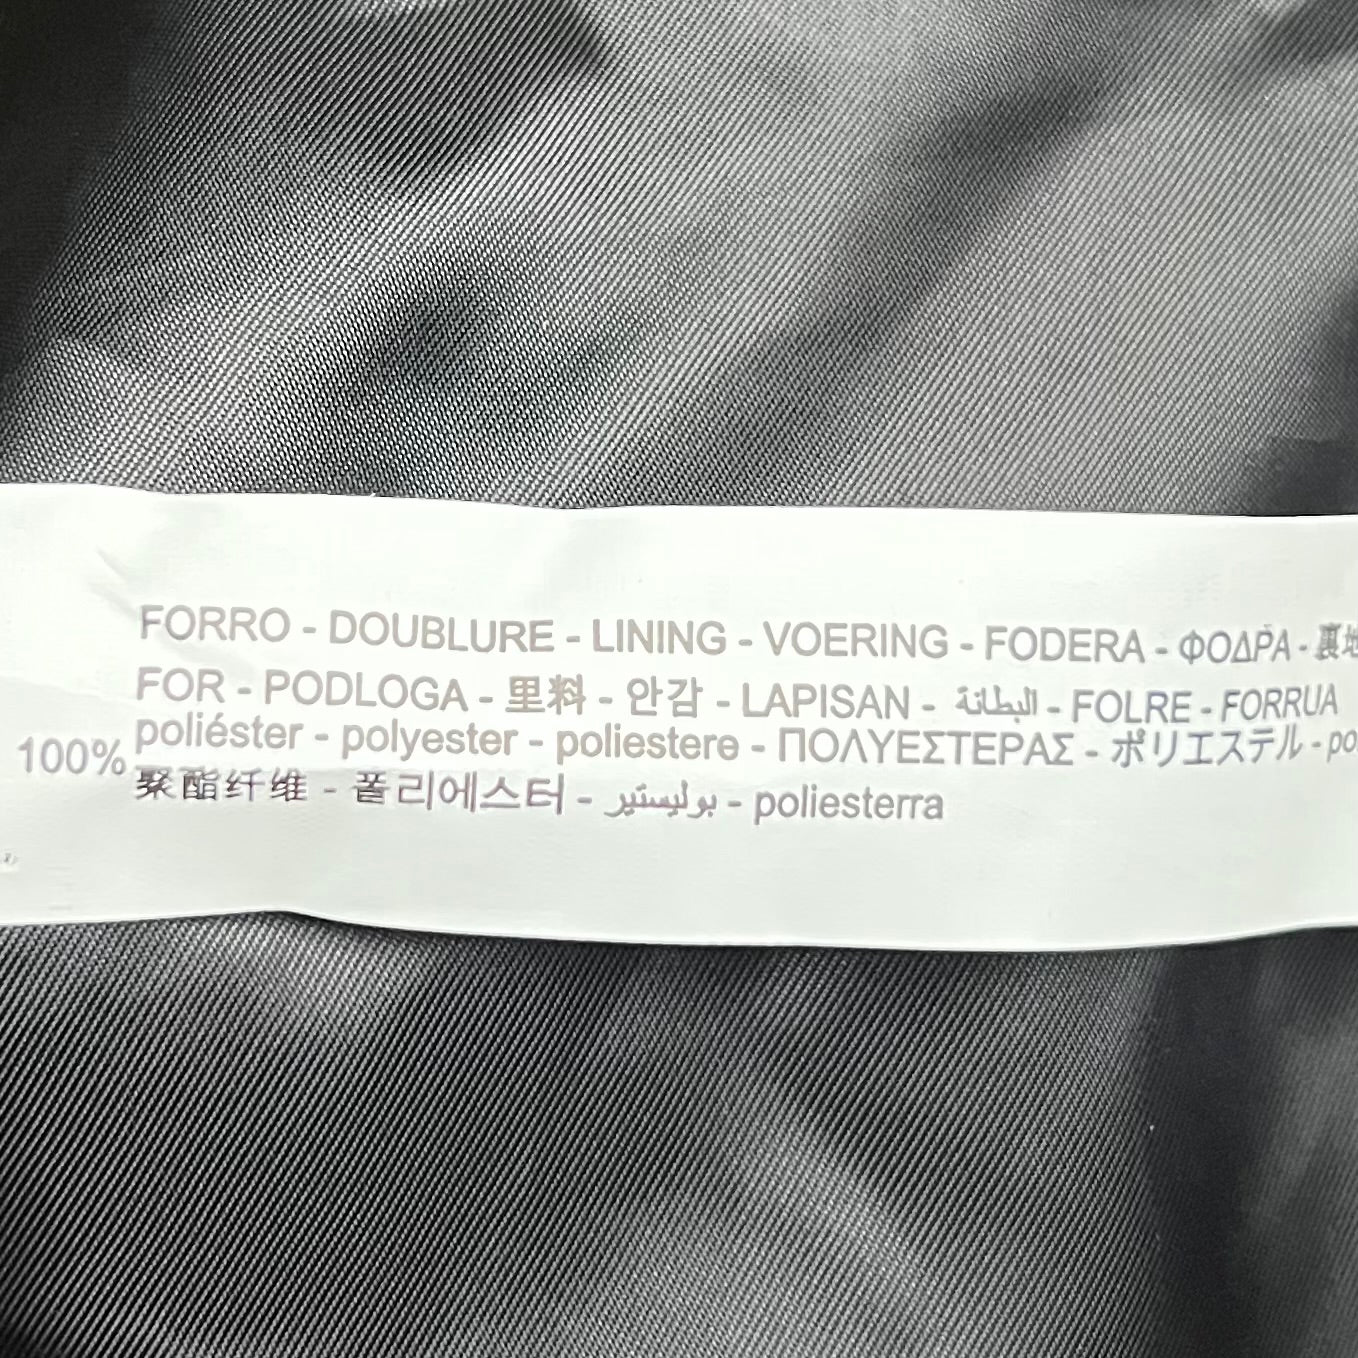 FORRO - DOUBLURE - LINING - VOERING - FODERA - ΦΟΔΡΑ - 裏地
FOR - PODLOGA - 里料 - 안감 - LAPISAN - البطانة - FOLRE - FORRUA
100% poliéster - polyester - poliestere - ΠΟΛΥΕΣΤΕΡΑΣ - ポリエステル - po
聚酯纤维 - 폴리에스터 - بوليستير - poliesterra